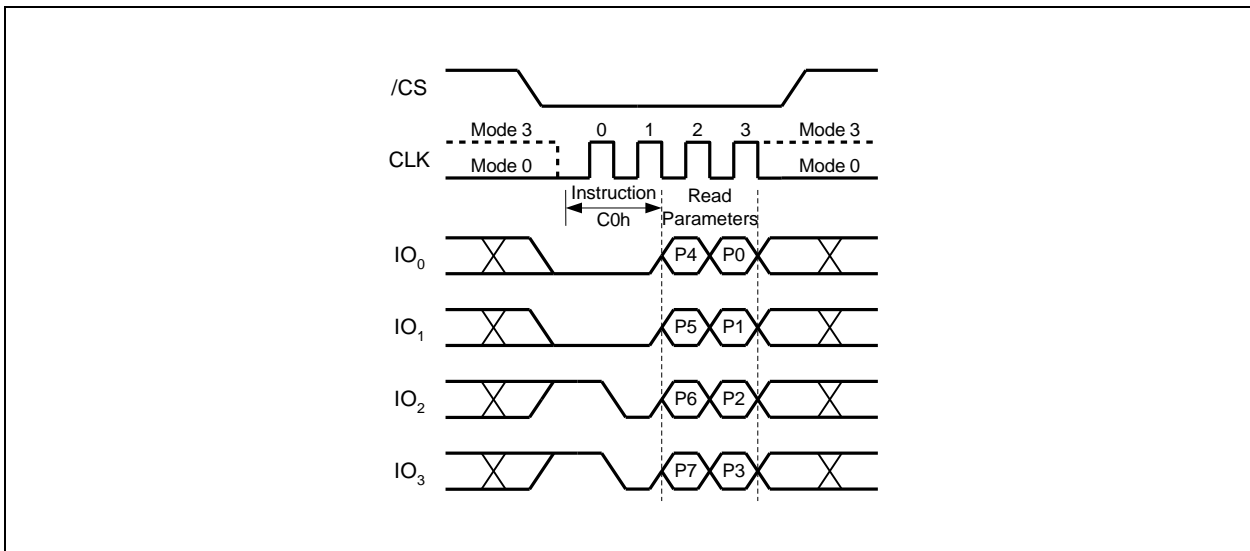 /CS
Mode 3 0 1 2 3 Mode 3
CLK
Mode 0 Mode 0
Instruction Read
C0h Parameters
IO0 P4 P0
IO1 P5 P1
IO2 P6 P2
IO3 P7 P3